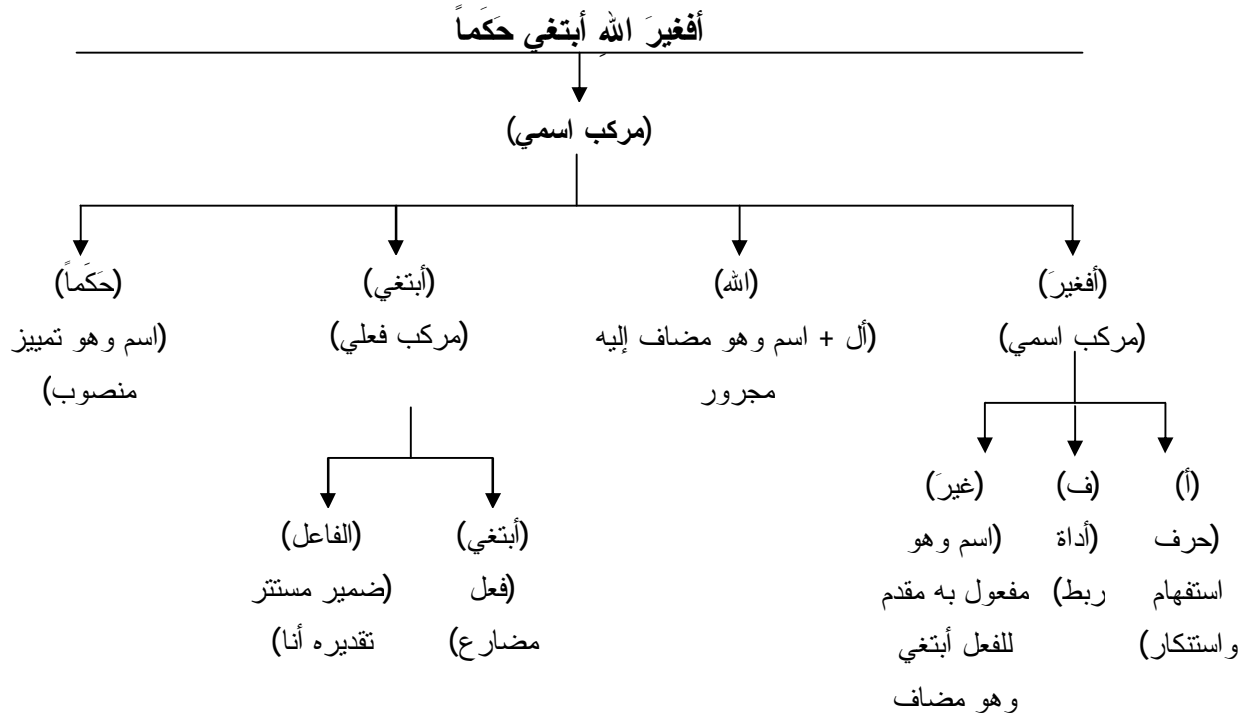 أفغيرَ اللهِ أبتغي حَكَماً
(مركب اسمي)
(أفغيرَ) (الله) (أبتغي) (حَكَماً)
(مركب اسمي) (أل + اسم وهو مضاف إليه (مركب فعلي) (اسم وهو تمييز
مجرور منصوب)
(أ) (ف) (غيرَ) (أبتغي) (الفاعل)
(حرف (أداة (اسم وهو (فعل (ضمير مستتر
استفهام ربط) مفعول به مقدم مضارع) تقديره أنا)
واستنكار) للفعل أبتغي
وهو مضاف